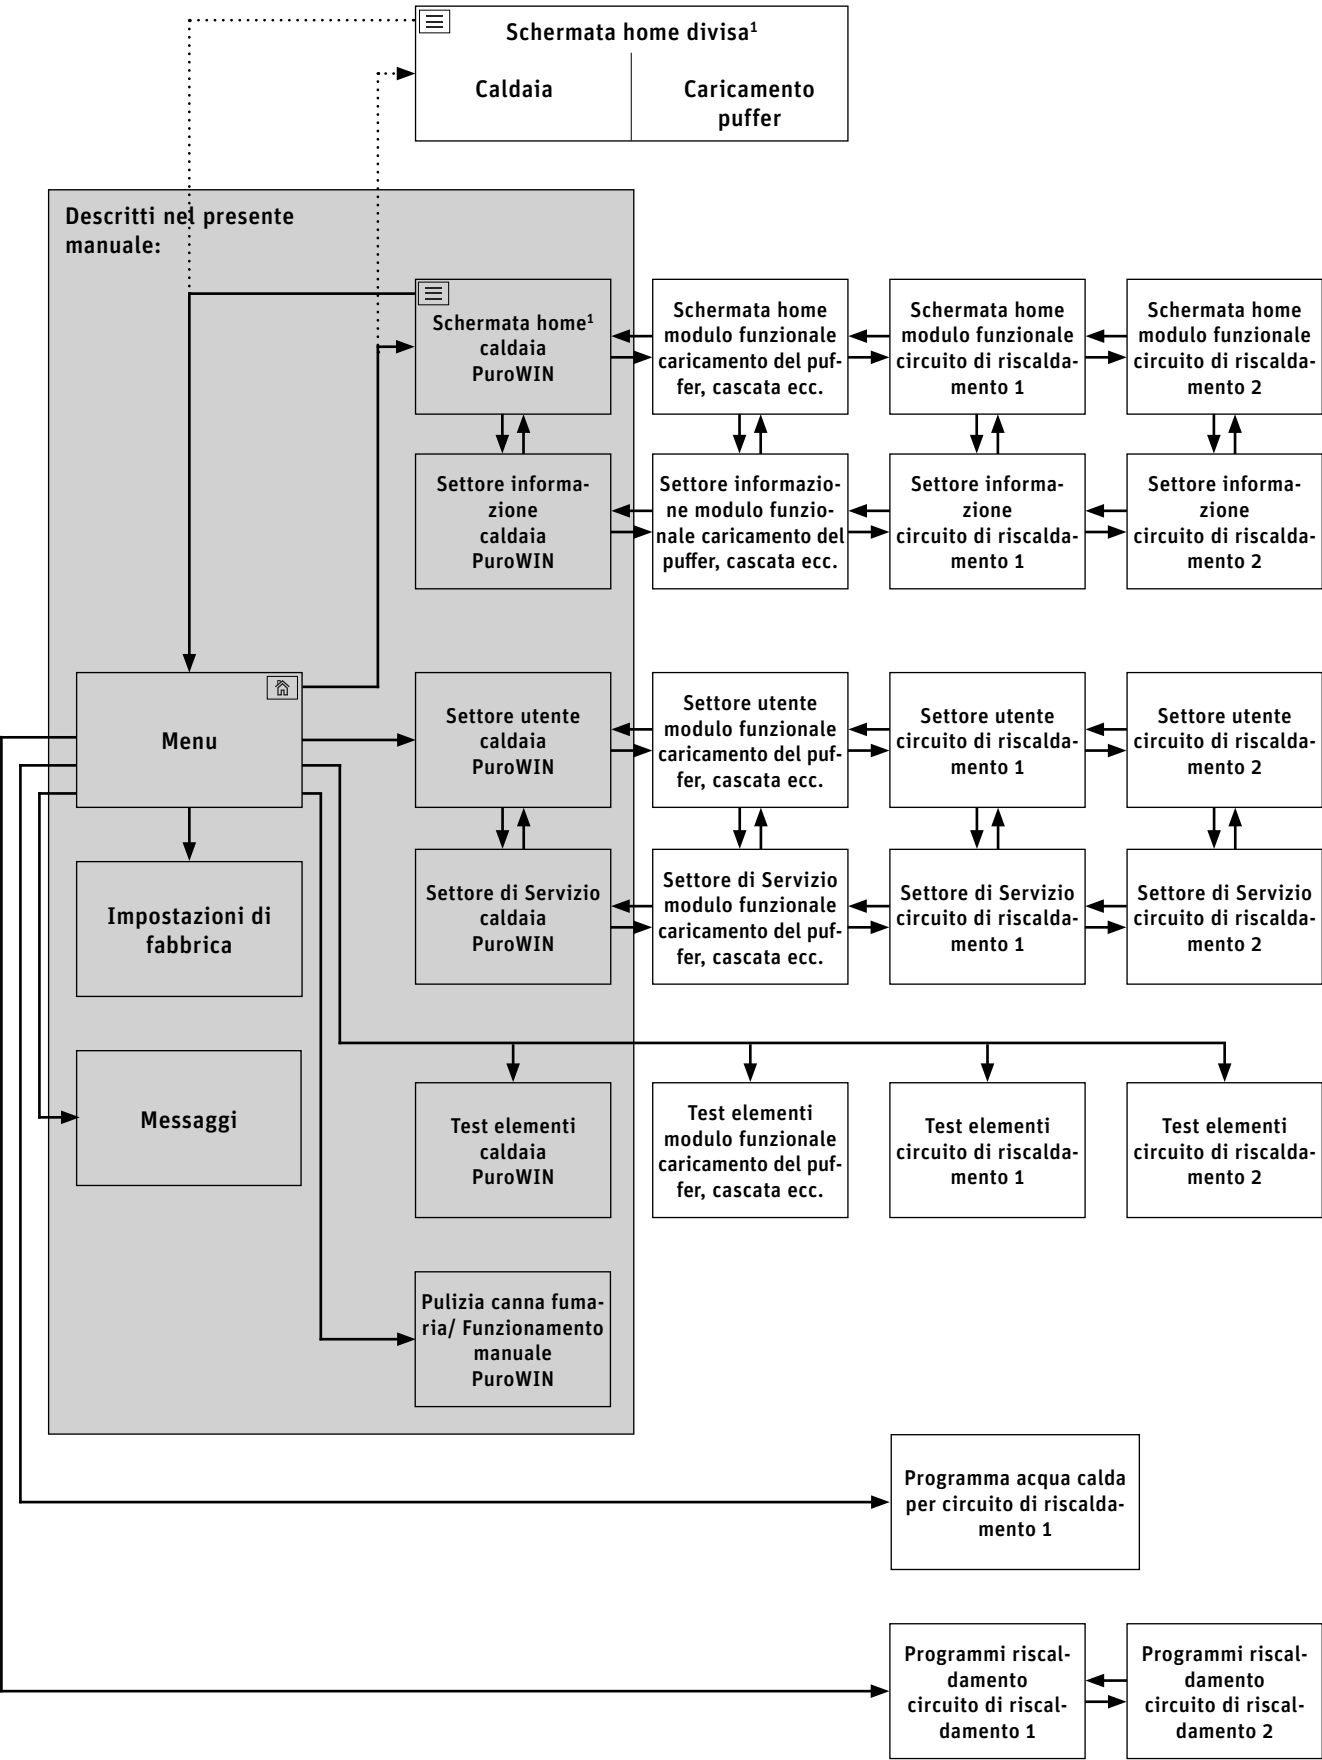 Schermata home divisa¹
Caldaia
Caricamento
puffer
Descritti nel presente
manuale:
Schermata home¹
caldaia
PuroWIN
Schermata home
modulo funzionale
caricamento del puf-
fer, cascata ecc.
Schermata home
modulo funzionale
circuito di riscalda-
mento 1
Schermata home
modulo funzionale
circuito di riscalda-
mento 2
Settore informa-
zione
caldaia
PuroWIN
Settore informazio-
ne modulo funzio-
nale caricamento del
puffer, cascata ecc.
Settore informa-
zione
circuito di riscalda-
mento 1
Settore informa-
zione
circuito di riscalda-
mento 2
Menu
Settore utente
caldaia
PuroWIN
Settore utente
modulo funzionale
caricamento del puf-
fer, cascata ecc.
Settore utente
circuito di riscalda-
mento 1
Settore utente
circuito di riscalda-
mento 2
Impostazioni di
fabbrica
Settore di Servizio
caldaia
PuroWIN
Settore di Servizio
modulo funzionale
caricamento del puf-
fer, cascata ecc.
Settore di Servizio
circuito di riscalda-
mento 1
Settore di Servizio
circuito di riscalda-
mento 2
Messaggi
Test elementi
caldaia
PuroWIN
Test elementi
modulo funzionale
caricamento del puf-
fer, cascata ecc.
Test elementi
circuito di riscalda-
mento 1
Test elementi
circuito di riscalda-
mento 2
Pulizia canna fuma-
ria/ Funzionamento
manuale
PuroWIN
Programma acqua calda
per circuito di riscalda-
mento 1
Programmi riscal-
damento
circuito di riscal-
damento 1
Programmi riscal-
damento
circuito di riscal-
damento 2